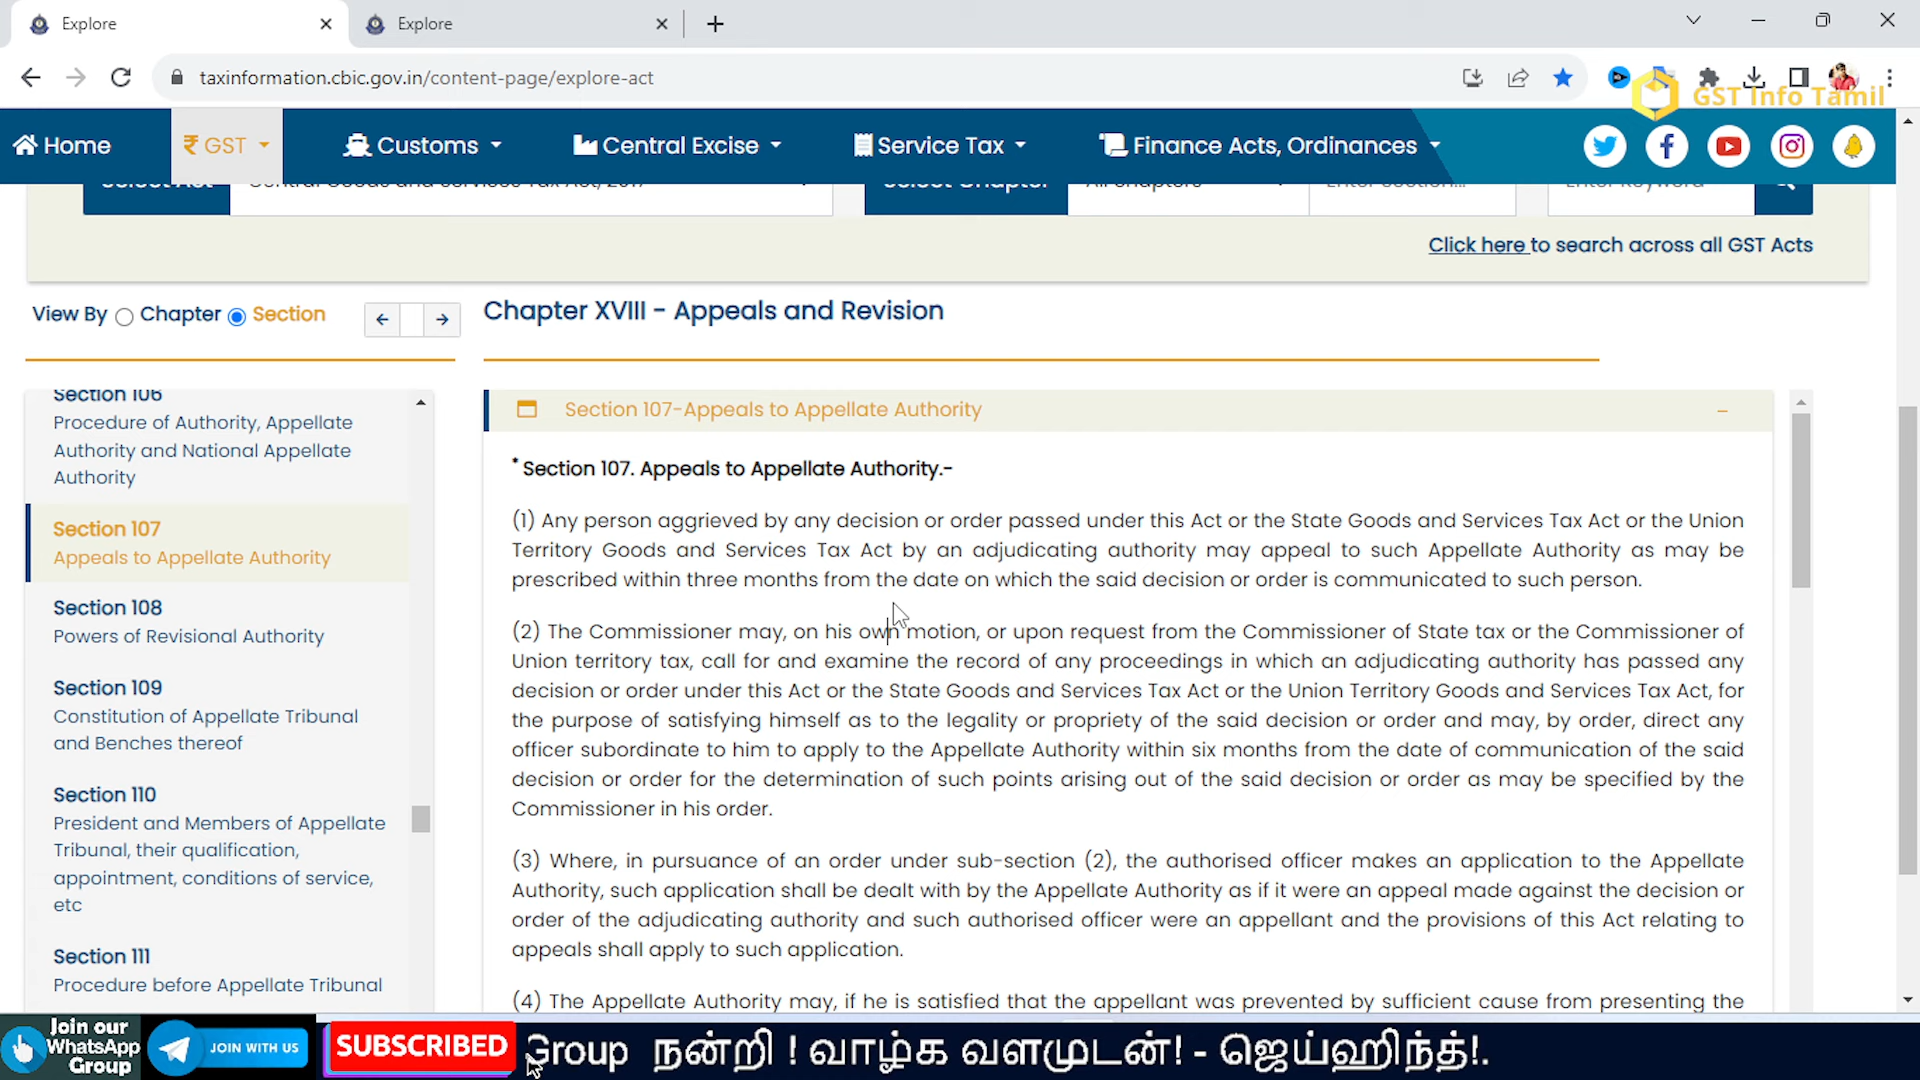 Explore
Explore
taxinformation.cbic.gov.in/content-page/explore-act
GST Info Tamil
Home
₹ GST
Customs
Central Excise
Service Tax
Finance Acts, Ordinances
Select Act
Central Goods and Services Tax Act, 2017
Select Chapter
All Chapters
Enter Section...
Enter Keyword
Click here to search across all GST Acts
View By Chapter Section
Chapter XVIII - Appeals and Revision
Section 106
Procedure of Authority, Appellate
Authority and National Appellate
Authority
Section 107
Appeals to Appellate Authority
Section 108
Powers of Revisional Authority
Section 109
Constitution of Appellate Tribunal
and Benches thereof
Section 110
President and Members of Appellate
Tribunal, their qualification,
appointment, conditions of service,
etc
Section 111
Procedure before Appellate Tribunal
Section 107-Appeals to Appellate Authority
* Section 107. Appeals to Appellate Authority.-
(1) Any person aggrieved by any decision or order passed under this Act or the State Goods and Services Tax Act or the Union
Territory Goods and Services Tax Act by an adjudicating authority may appeal to such Appellate Authority as may be
prescribed within three months from the date on which the said decision or order is communicated to such person.
(2) The Commissioner may, on his own motion, or upon request from the Commissioner of State tax or the Commissioner of
Union territory tax, call for and examine the record of any proceedings in which an adjudicating authority has passed any
decision or order under this Act or the State Goods and Services Tax Act or the Union Territory Goods and Services Tax Act, for
the purpose of satisfying himself as to the legality or propriety of the said decision or order and may, by order, direct any
officer subordinate to him to apply to the Appellate Authority within six months from the date of communication of the said
decision or order for the determination of such points arising out of the said decision or order as may be specified by the
Commissioner in his order.
(3) Where, in pursuance of an order under sub-section (2), the authorised officer makes an application to the Appellate
Authority, such application shall be dealt with by the Appellate Authority as if it were an appeal made against the decision or
order of the adjudicating authority and such authorised officer were an appellant and the provisions of this Act relating to
appeals shall apply to such application.
(4) The Appellate Authority may, if he is satisfied that the appellant was prevented by sufficient cause from presenting the
Join our
WhatsApp
Group
JOIN WITH US
SUBSCRIBED
Group நன்றி ! வாழ்க வளமுடன்! - ஜெய்ஹிந்த்!.